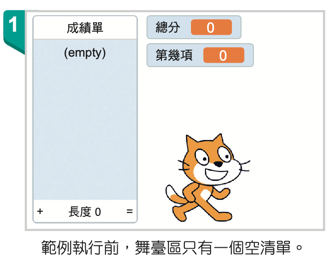 1
成績單
(empty)
+ 長度 0 =
總分 0
第幾項 0
範例執行前，舞臺區只有一個空清單。